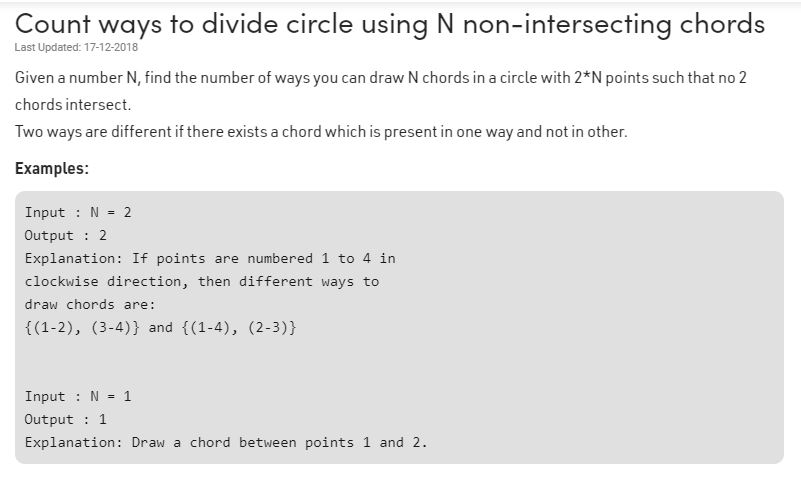 Count ways to divide circle using N non-intersecting chords
Last Updated: 17-12-2018
Given a number N, find the number of ways you can draw N chords in a circle with 2*N points such that no 2
chords intersect.
Two ways are different if there exists a chord which is present in one way and not in other.
Examples:
Input : N = 2
Output : 2
Explanation: If points are numbered 1 to 4 in
clockwise direction, then different ways to
draw chords are:
{(1-2), (3-4)} and {(1-4), (2-3)}
Input : N = 1
Output : 1
Explanation: Draw a chord between points 1 and 2.